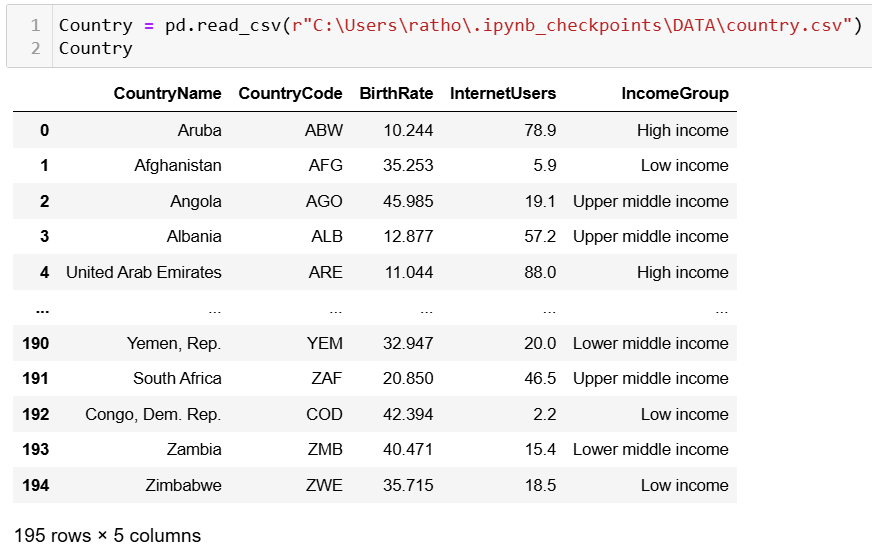 1 Country = pd.read_csv(r"C:\Users\ratho\.ipynb_checkpoints\DATA\country.csv")
2 Country
CountryName CountryCode BirthRate InternetUsers IncomeGroup
0 Aruba ABW 10.244 78.9 High income
1 Afghanistan AFG 35.253 5.9 Low income
2 Angola AGO 45.985 19.1 Upper middle income
3 Albania ALB 12.877 57.2 Upper middle income
4 United Arab Emirates ARE 11.044 88.0 High income
... ... ... ... ... ...
190 Yemen, Rep. YEM 32.947 20.0 Lower middle income
191 South Africa ZAF 20.850 46.5 Upper middle income
192 Congo, Dem. Rep. COD 42.394 2.2 Low income
193 Zambia ZMB 40.471 15.4 Lower middle income
194 Zimbabwe ZWE 35.715 18.5 Low income
195 rows × 5 columns